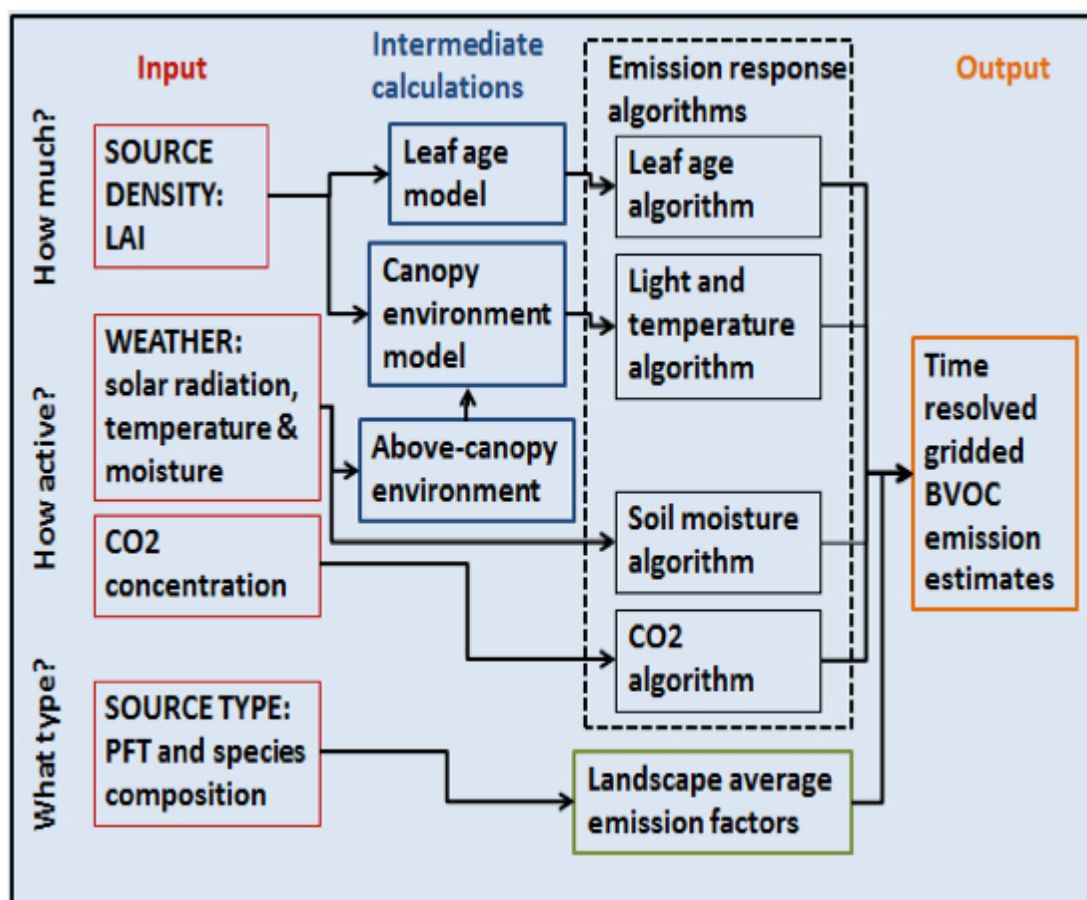 Input
Intermediate
calculations
Emission response
algorithms
Output
How much?
SOURCE
DENSITY:
LAI
Leaf age
model
Leaf age
algorithm
Canopy
environment
model
Light and
temperature
algorithm
How active?
WEATHER:
solar radiation,
temperature &
moisture
Above-canopy
environment
Soil moisture
algorithm
CO2
concentration
CO2
algorithm
Time
resolved
gridded
BVOC
emission
estimates
What type?
SOURCE TYPE:
PFT and species
composition
Landscape average
emission factors